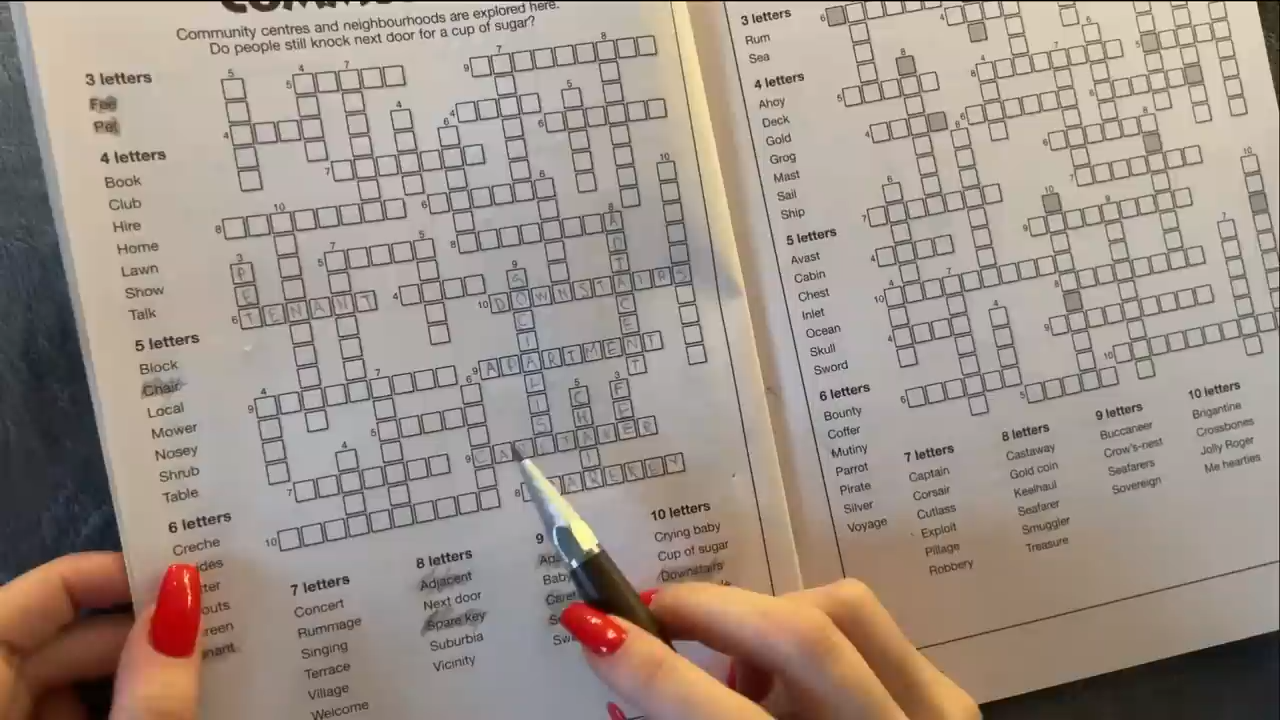 Community centres and neighbourhoods are explored here.
Do people still knock next door for a cup of sugar?
3 letters
Fee
Pet
4 letters
Book
Club
Hire
Home
Lawn
Show
Talk
5 letters
Block
Chair
Local
Mower
Nosey
Shrub
Table
6 letters
Creche
7 letters
Concert
Rummage
Singing
Terrace
Village
Welcome
8 letters
Adjacent
Next door
Spare key
Suburbia
Vicinity
9
10 letters
Crying baby
Cup of sugar
Downstairs
TENANT
DOWNSTAIRS
SOCIALIS
ADJACENT
APARTMENT
CHAIR
FEE
CARETAKER
PET
3 letters
Rum
Sea
4 letters
Ahoy
Deck
Gold
Grog
Mast
Sail
Ship
5 letters
Avast
Cabin
Chest
Inlet
Ocean
Skull
Sword
6 letters
Bounty
Coffer
Mutiny
Parrot
Pirate
Silver
Voyage
7 letters
Captain
Corsair
Cutlass
Exploit
Pillage
Robbery
8 letters
Castaway
Gold coin
Keelhaul
Seafarer
Smuggler
Treasure
9 letters
Buccaneer
Crow's-nest
Seafarers
Sovereign
10 letters
Brigantine
Crossbones
Jolly Roger
Me hearties